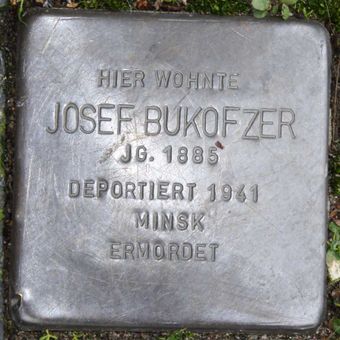 HIER WOHNTE
JOSEF BUKOFZER
JG. 1885
DEPORTIERT 1941
MINSK
ERMORDET